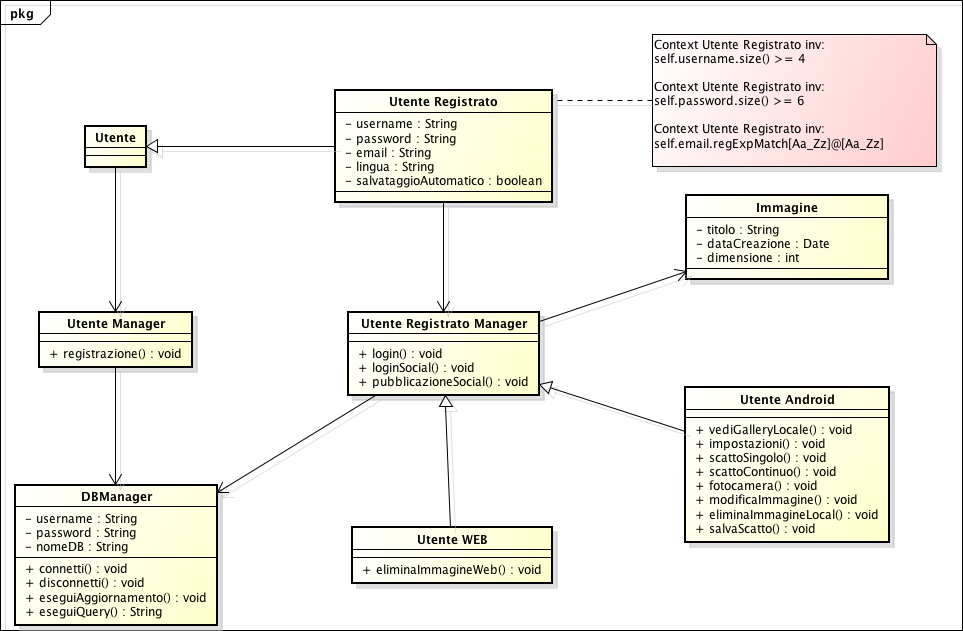 pkg
Context Utente Registrato inv:
self.username.size() >= 4
Context Utente Registrato inv:
self.password.size() >= 6
Context Utente Registrato inv:
self.email.regExpMatch[Aa_Zz]@[Aa_Zz]
Utente Registrato
- username : String
- password : String
- email : String
- lingua : String
- salvataggioAutomatico : boolean
Utente
Immagine
- titolo : String
- dataCreazione : Date
- dimensione : int
Utente Manager
+ registrazione() : void
Utente Registrato Manager
+ login() : void
+ loginSocial() : void
+ pubblicazioneSocial() : void
Utente Android
+ vediGalleryLocale() : void
+ impostazioni() : void
+ scattoSingolo() : void
+ scattoContinuo() : void
+ fotocamera() : void
+ modificaImmagine() : void
+ eliminaImmagineLocal() : void
+ salvaScatto() : void
DBManager
- username : String
- password : String
- nomeDB : String
+ connetti() : void
+ disconnetti() : void
+ eseguiAggiornamento() : void
+ eseguiQuery() : String
Utente WEB
+ eliminaImmagineWeb() : void